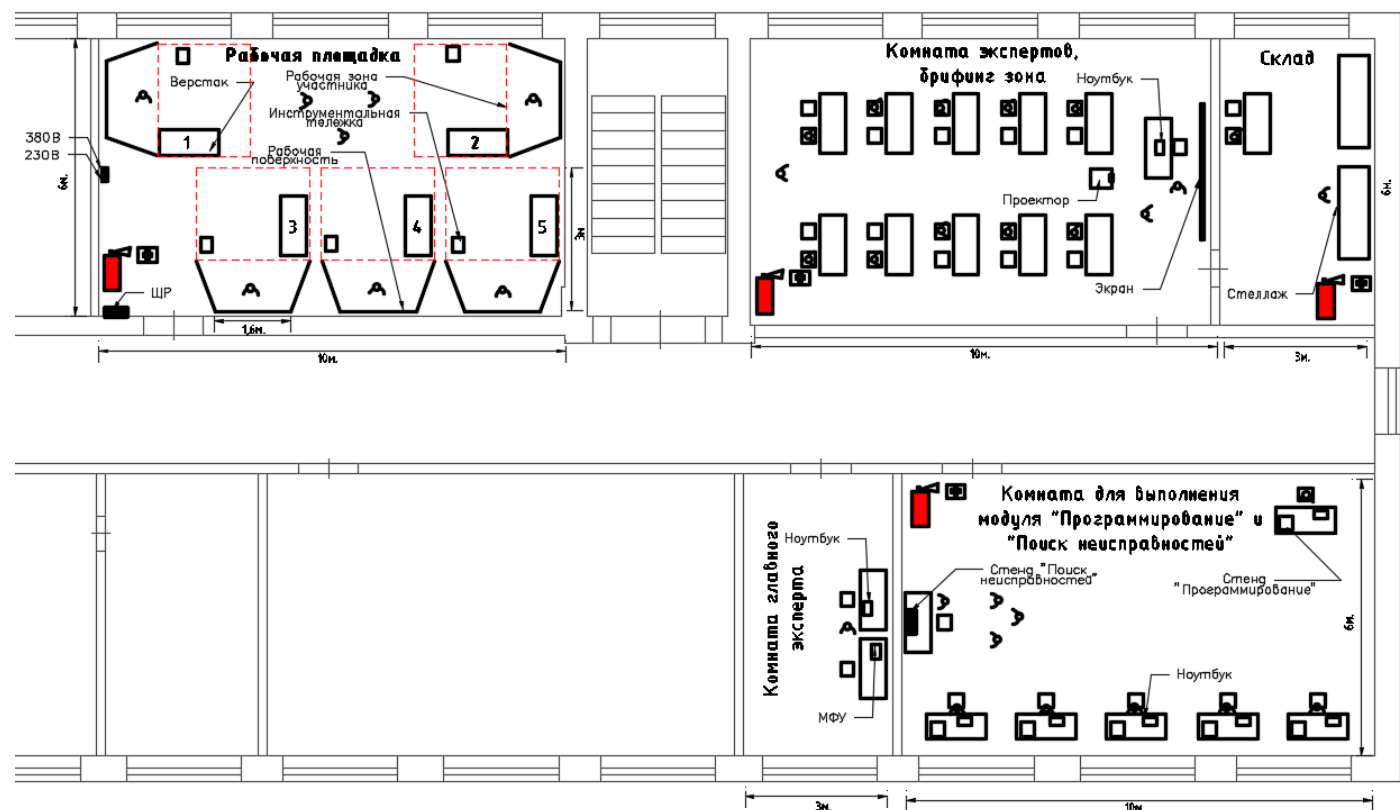 Рабочая площадка
Верстак
Рабочая зона
участника
Инструментальная
тележка
Рабочая
поверхность
1
2
3
4
5
380В
230В
6м.
3м
ЩР
1,6м.
10м.
Комната экспертов,
брифинг зона
Ноутбук
Проектор
Экран
10м.
Склад
Стеллаж
6м.
3м.
Комната главного
эксперта
Ноутбук
МФУ
3м.
Комната для выполнения
модуля "Программирование" и
"Поиск неисправностей"
Стенд "Поиск
неисправностей"
Стенд
"Программирование"
Ноутбук
6м.
10м